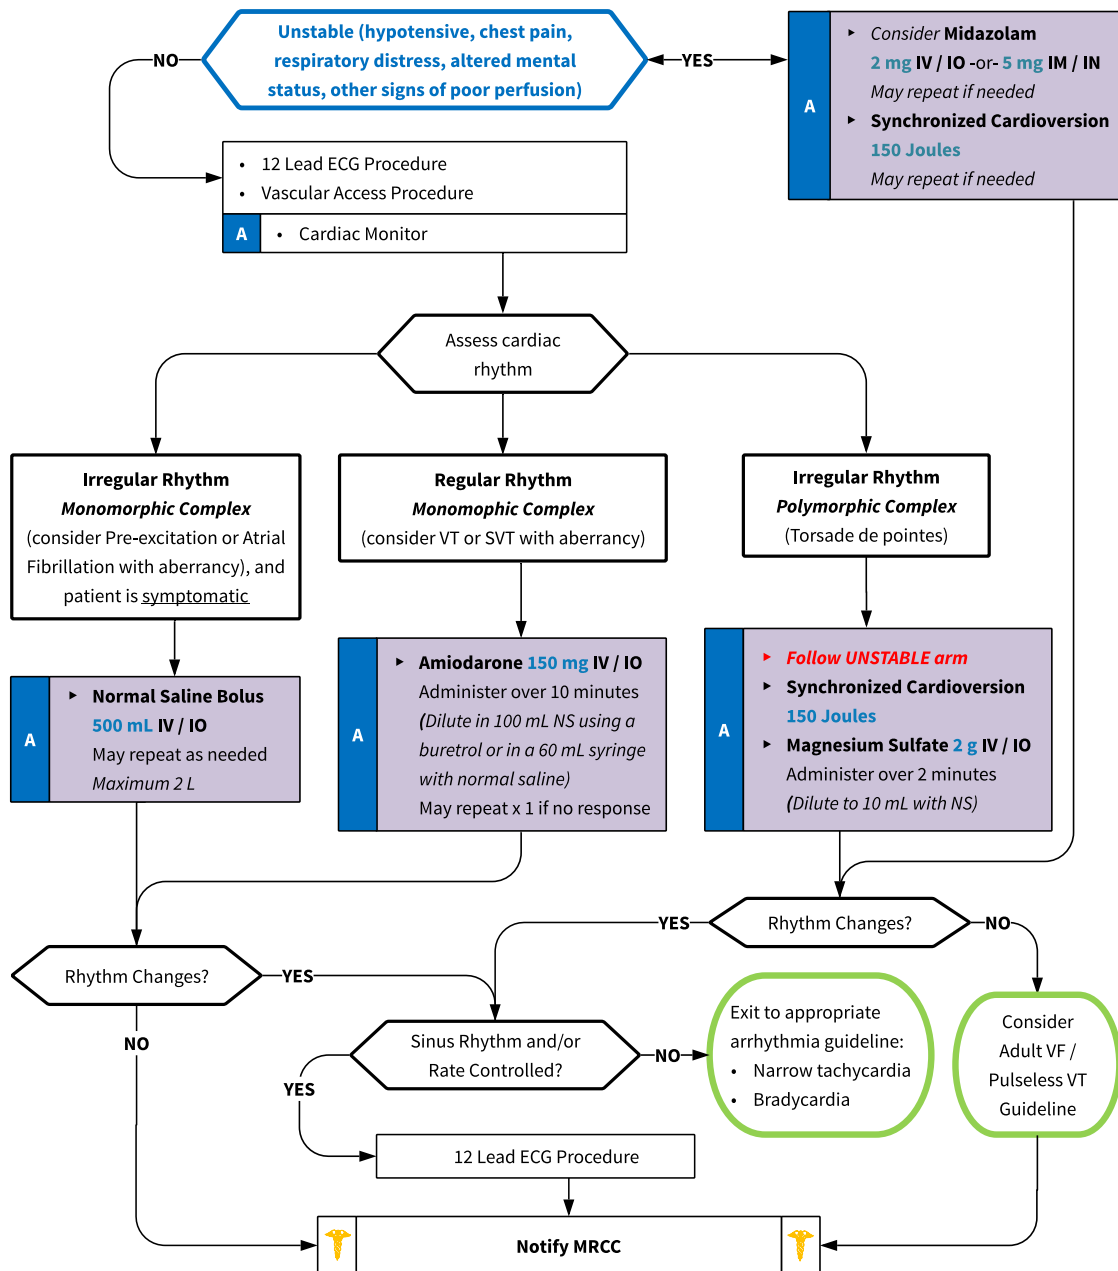 Unstable (hypotensive, chest pain,
respiratory distress, altered mental
status, other signs of poor perfusion)
NO
YES
A
▸ Consider Midazolam
2 mg IV / IO -or- 5 mg IM / IN
May repeat if needed
▸ Synchronized Cardioversion
150 Joules
May repeat if needed
• 12 Lead ECG Procedure
• Vascular Access Procedure
A
• Cardiac Monitor
Assess cardiac
rhythm
Irregular Rhythm
Monomorphic Complex
(consider Pre-excitation or Atrial
Fibrillation with aberrancy), and
patient is symptomatic
Regular Rhythm
Monomophic Complex
(consider VT or SVT with aberrancy)
Irregular Rhythm
Polymorphic Complex
(Torsade de pointes)
A
▸ Normal Saline Bolus
500 mL IV / IO
May repeat as needed
Maximum 2 L
A
▸ Amiodarone 150 mg IV / IO
Administer over 10 minutes
(Dilute in 100 mL NS using a
buretrol or in a 60 mL syringe
with normal saline)
May repeat x 1 if no response
A
▸ Follow UNSTABLE arm
▸ Synchronized Cardioversion
150 Joules
▸ Magnesium Sulfate 2 g IV / IO
Administer over 2 minutes
(Dilute to 10 mL with NS)
Rhythm Changes?
YES
NO
Rhythm Changes?
YES
NO
Sinus Rhythm and/or
Rate Controlled?
YES
NO
Exit to appropriate
arrhythmia guideline:
• Narrow tachycardia
• Bradycardia
Consider
Adult VF /
Pulseless VT
Guideline
12 Lead ECG Procedure
Notify MRCC